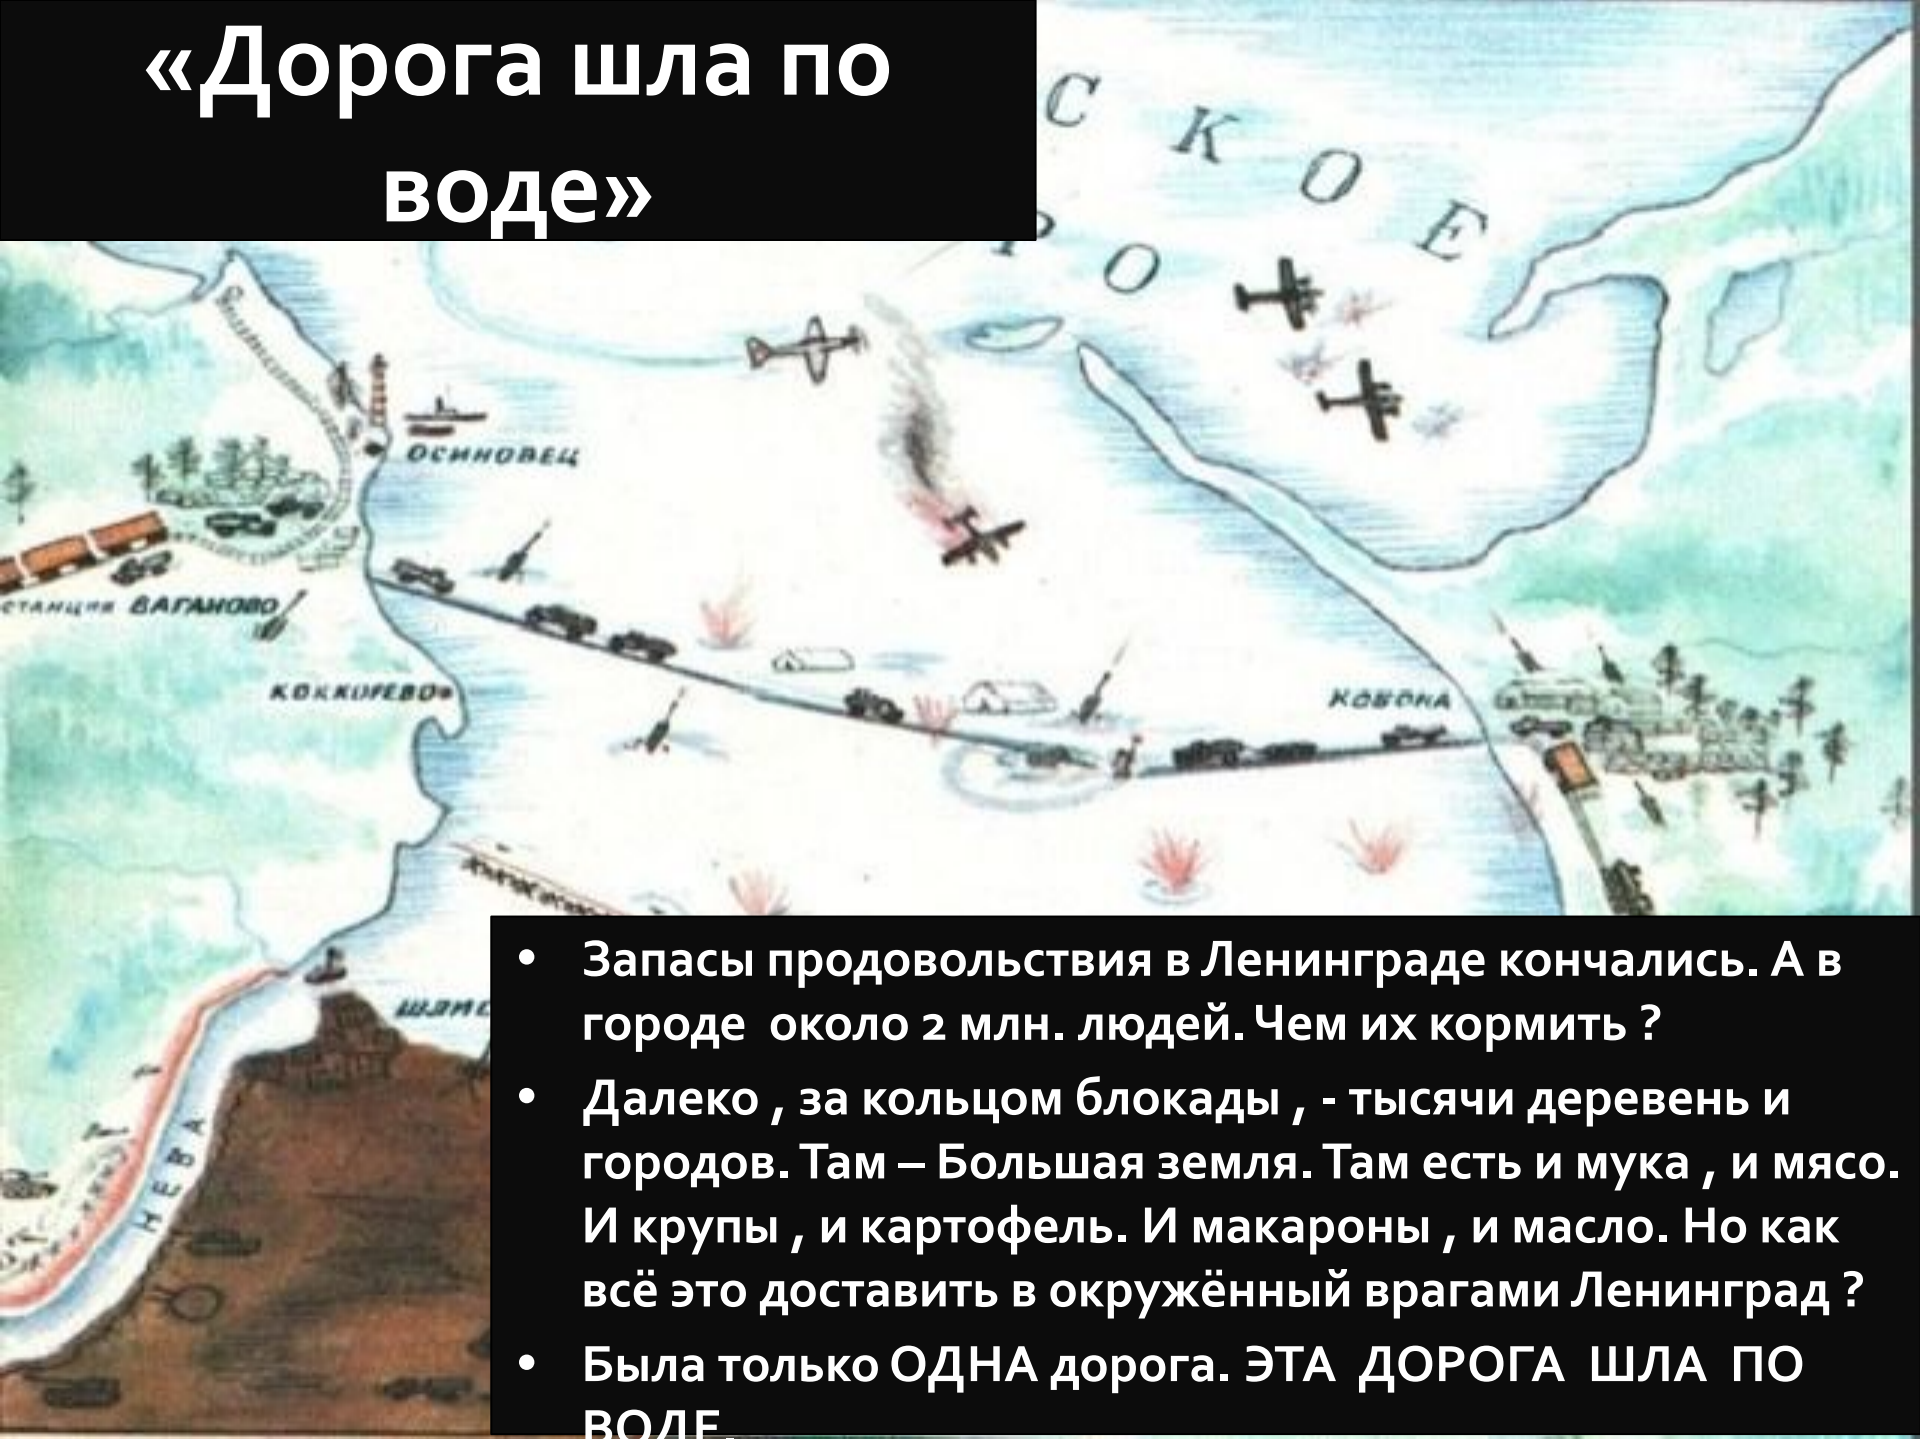 «Дорога шла по
воде»
С К О Е
Р О
ОСИНОВЕЦ
СТАНЦИЯ ВАГАНОВО
КОККОРЕВО
КОБОНА
ШЛИС
НЕВА
• Запасы продовольствия в Ленинграде кончались. А в
городе около 2 млн. людей. Чем их кормить ?
• Далеко , за кольцом блокады , - тысячи деревень и
городов. Там – Большая земля. Там есть и мука , и мясо.
И крупы , и картофель. И макароны , и масло. Но как
всё это доставить в окружённый врагами Ленинград ?
• Была только ОДНА дорога. ЭТА ДОРОГА ШЛА ПО
ВОДЕ.